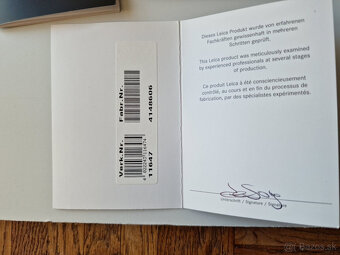 Fabr.Nr.
4148606
Verk.Nr.
11647
Dieses Leica Produkt wurde von erfahrenen
Fachkräften gewissenhaft in mehreren
Schritten geprüft.
This Leica product was meticulously examined
by experienced professionals at several stages
of production.
Ce produit Leica à été consciencieusement
contrôlé, au cours et en fin du processus de
fabrication, par des spécialistes expérimentés.
Unterschrift / Signature / Signature